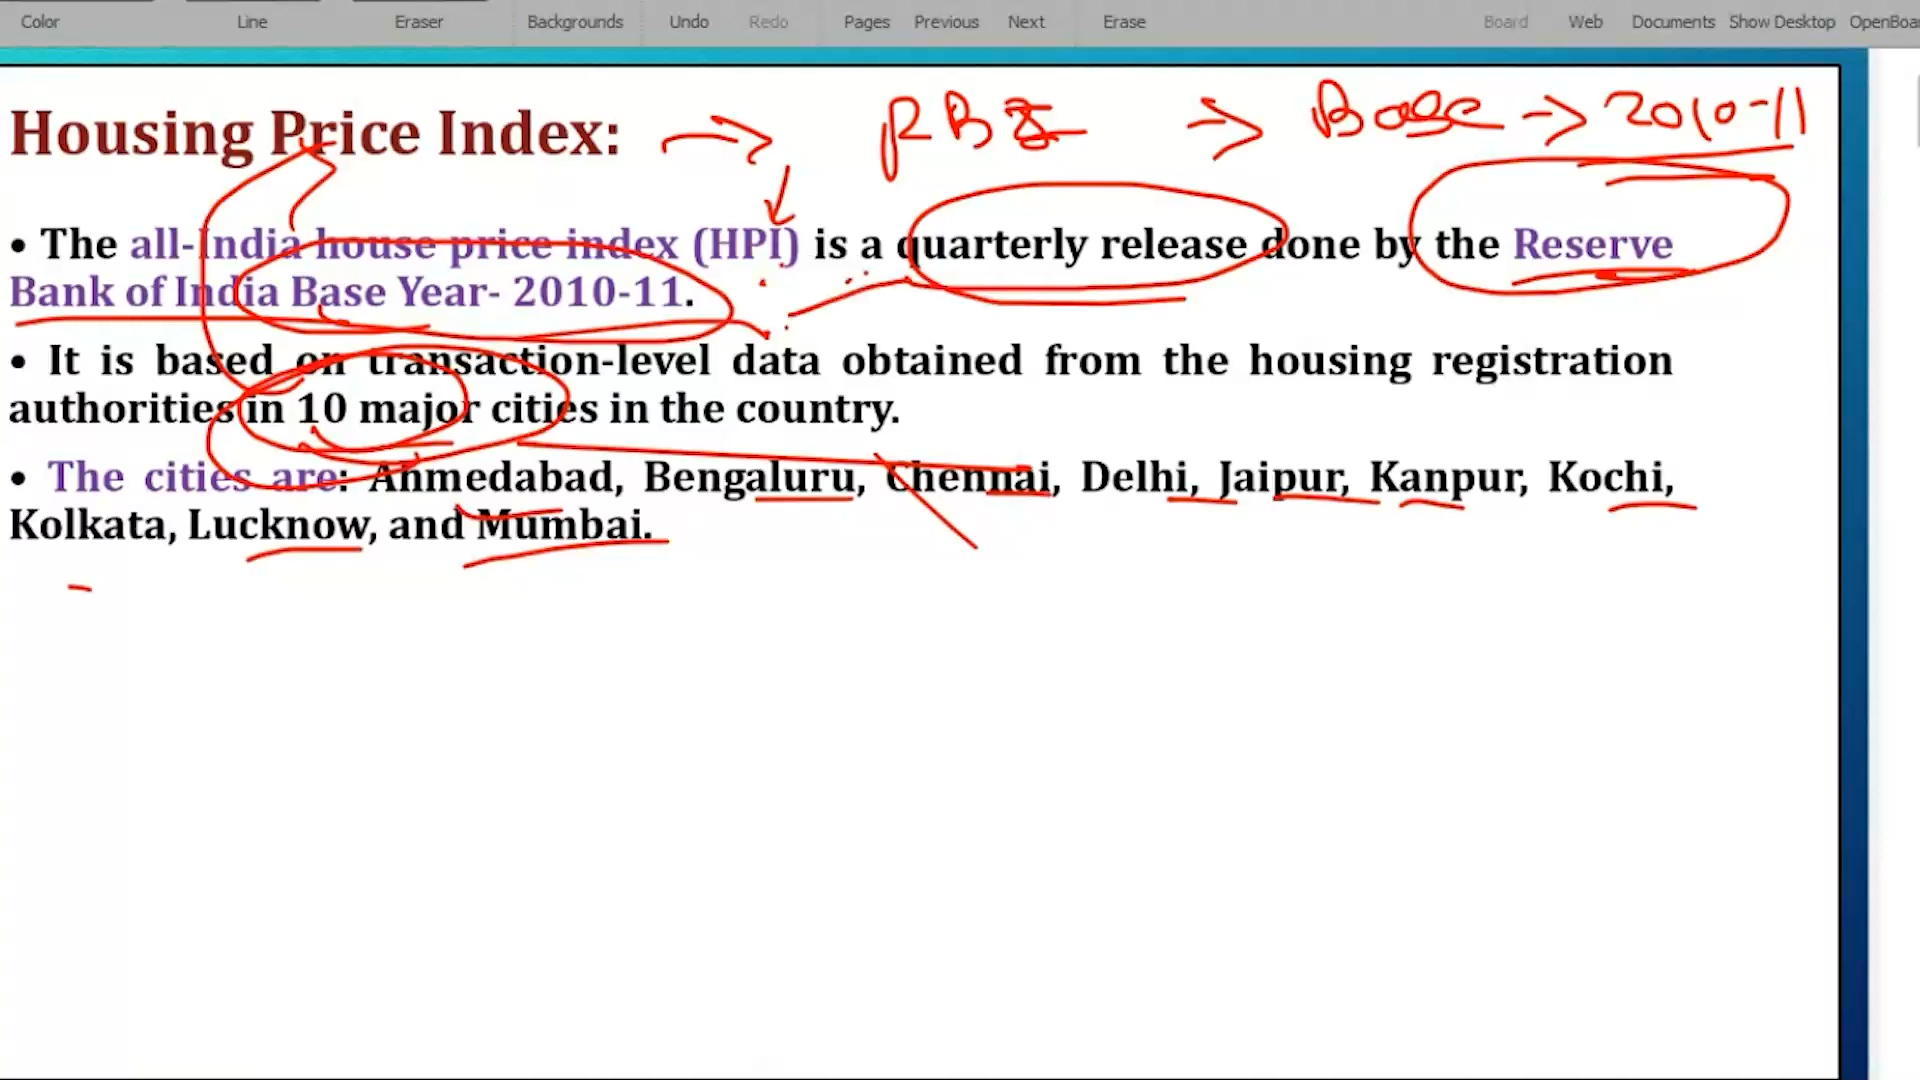 Color Line Eraser Backgrounds Undo Redo Pages Previous Next Erase Board Web Documents Show Desktop OpenBoa
Housing Price Index: → RBI → Base → 2010-11
• The all-India house price index (HPI) is a quarterly release done by the Reserve
Bank of India Base Year- 2010-11.
• It is based on transaction-level data obtained from the housing registration
authorities in 10 major cities in the country.
• The cities are: Ahmedabad, Bengaluru, Chennai, Delhi, Jaipur, Kanpur, Kochi,
Kolkata, Lucknow, and Mumbai.